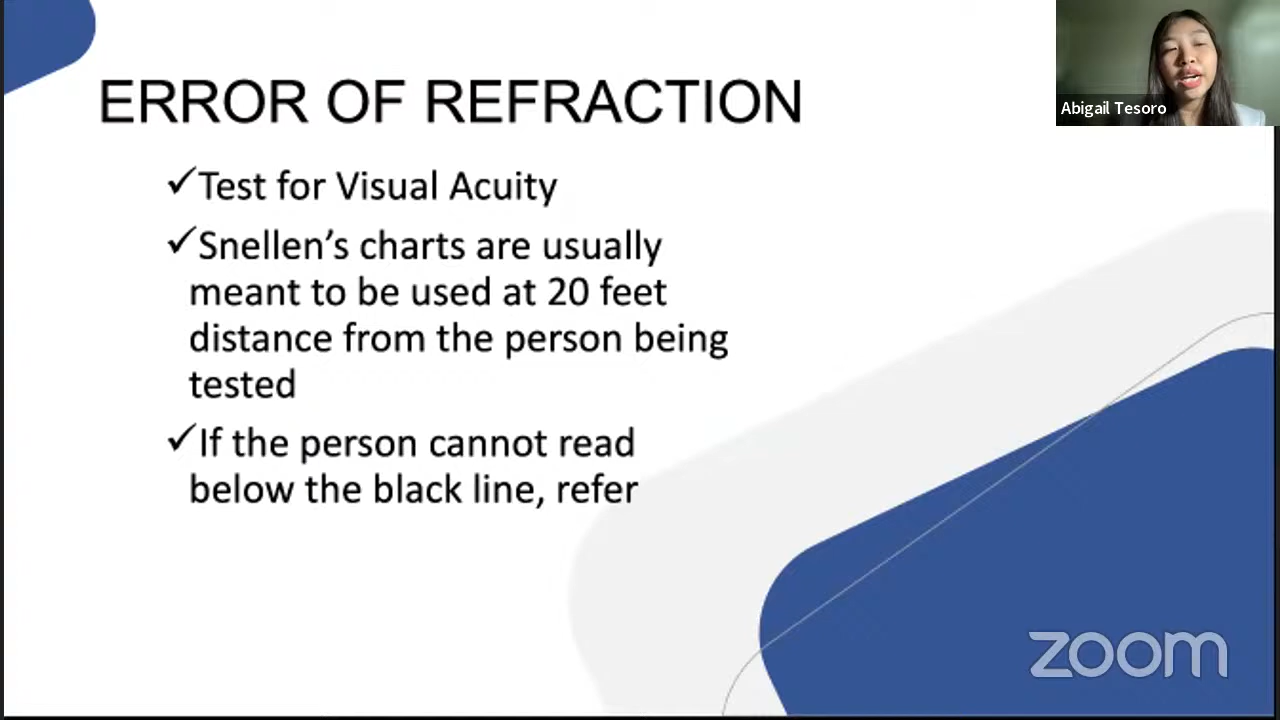 ERROR OF REFRACTION
✓Test for Visual Acuity
✓Snellen’s charts are usually
meant to be used at 20 feet
distance from the person being
tested
✓If the person cannot read
below the black line, refer
Abigail Tesoro
zoom